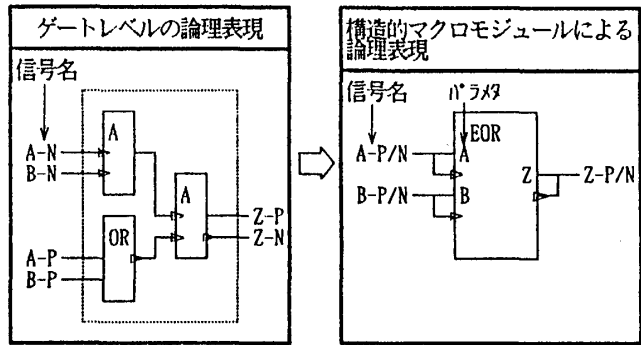 ゲートレベルの論理表現
信号名
A-N
B-N
A
A
OR
A-P
B-P
Z-P
Z-N
構造的マクロモジュールによる
論理表現
信号名
パラメタ
EOR
A-P/N
A
B-P/N
B
Z
Z-P/N